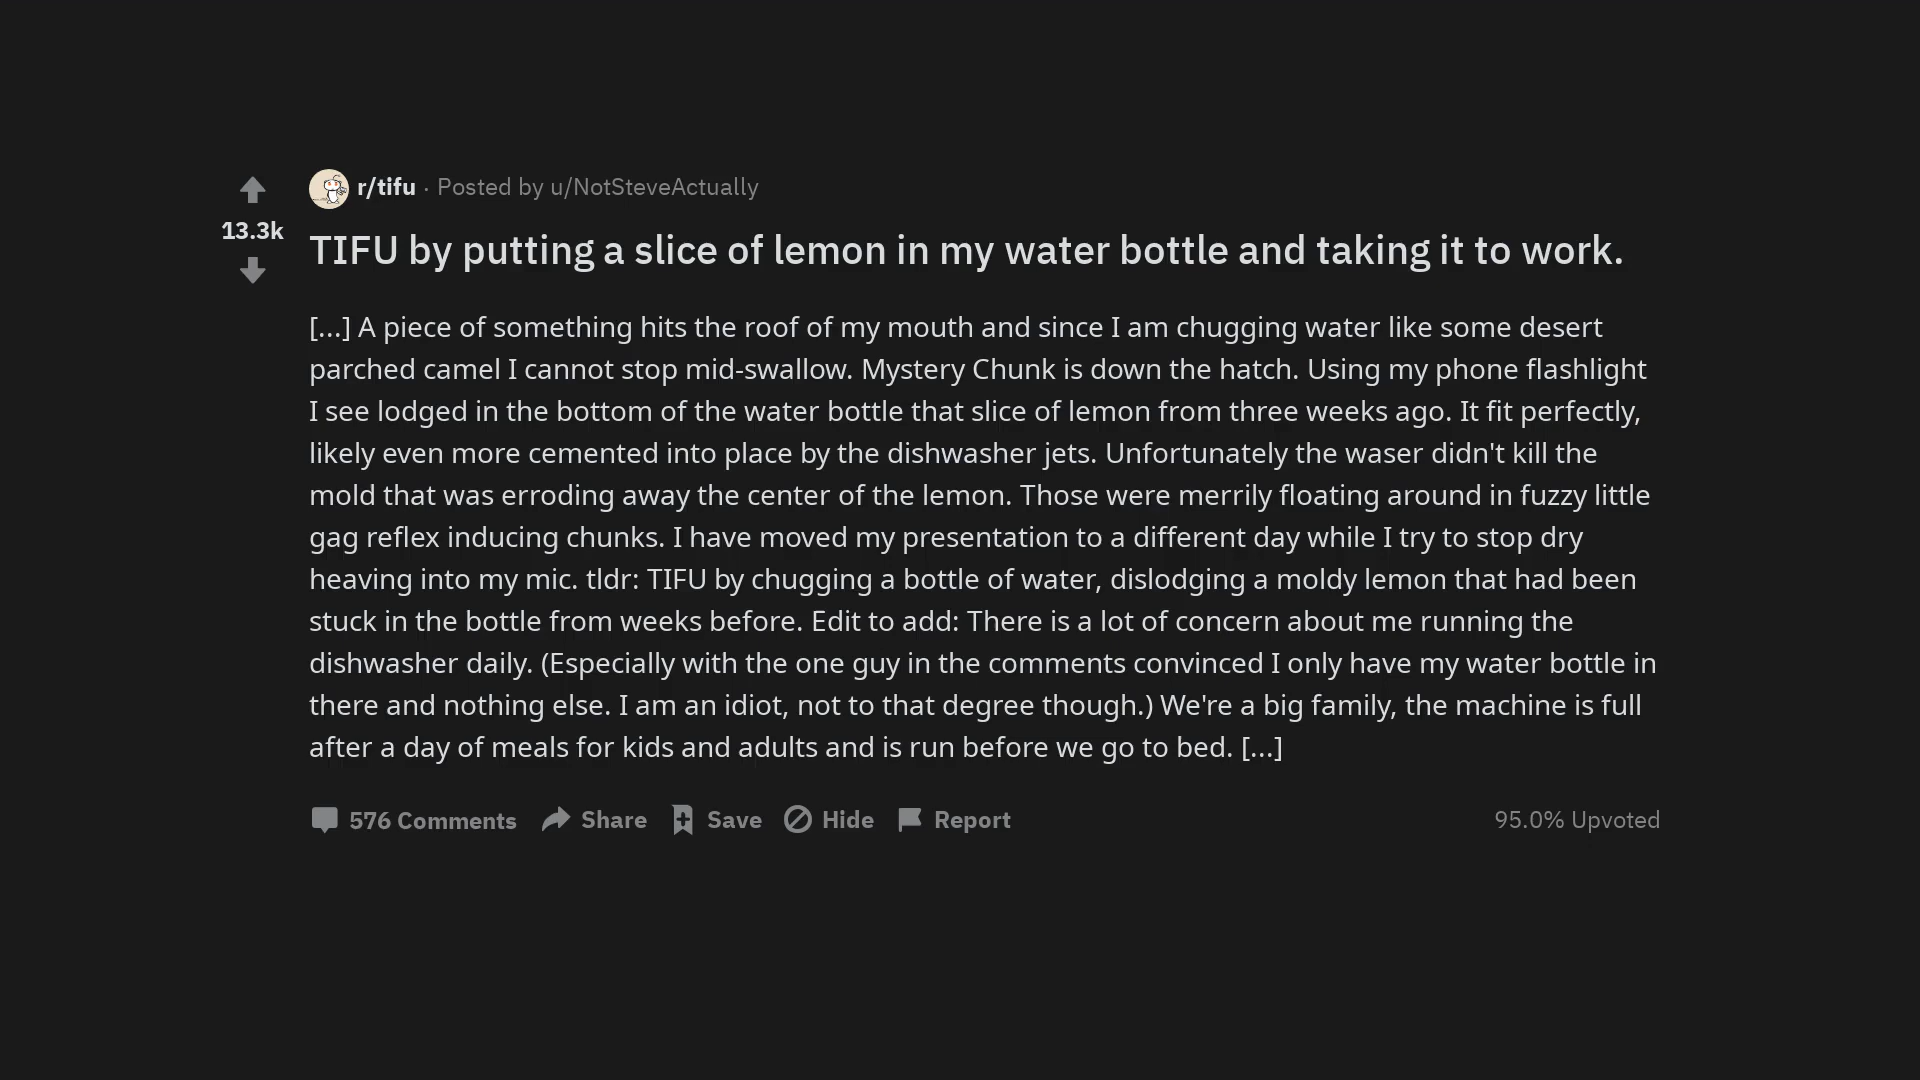 r/tifu · Posted by u/NotSteveActually
13.3k
TIFU by putting a slice of lemon in my water bottle and taking it to work.
[...] A piece of something hits the roof of my mouth and since I am chugging water like some desert
parched camel I cannot stop mid-swallow. Mystery Chunk is down the hatch. Using my phone flashlight
I see lodged in the bottom of the water bottle that slice of lemon from three weeks ago. It fit perfectly,
likely even more cemented into place by the dishwasher jets. Unfortunately the waser didn't kill the
mold that was erroding away the center of the lemon. Those were merrily floating around in fuzzy little
gag reflex inducing chunks. I have moved my presentation to a different day while I try to stop dry
heaving into my mic. tldr: TIFU by chugging a bottle of water, dislodging a moldy lemon that had been
stuck in the bottle from weeks before. Edit to add: There is a lot of concern about me running the
dishwasher daily. (Especially with the one guy in the comments convinced I only have my water bottle in
there and nothing else. I am an idiot, not to that degree though.) We're a big family, the machine is full
after a day of meals for kids and adults and is run before we go to bed. [...]
576 Comments Share Save Hide Report 95.0% Upvoted